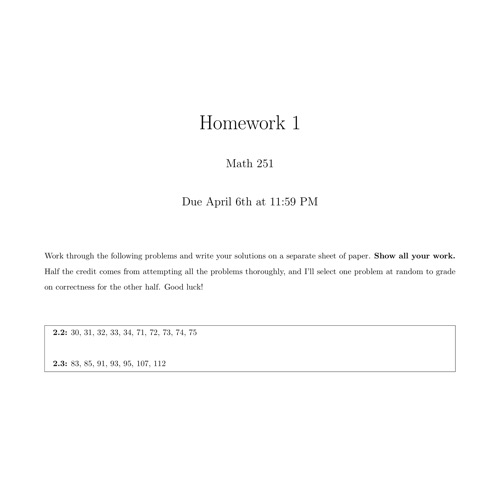 Homework 1
Math 251
Due April 6th at 11:59 PM
Work through the following problems and write your solutions on a separate sheet of paper. Show all your work.
Half the credit comes from attempting all the problems thoroughly, and I'll select one problem at random to grade
on correctness for the other half. Good luck!
2.2: 30, 31, 32, 33, 34, 71, 72, 73, 74, 75
2.3: 83, 85, 91, 93, 95, 107, 112